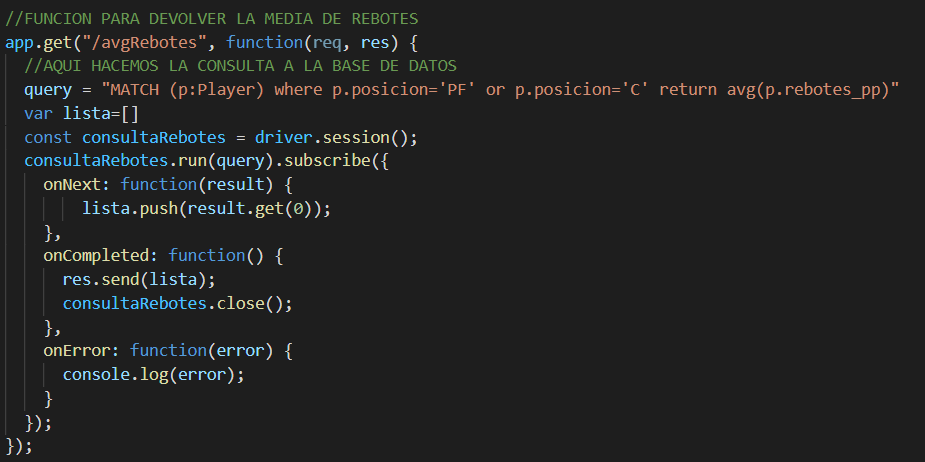 //FUNCION PARA DEVOLVER LA MEDIA DE REBOTES
app.get("/avgRebotes", function(req, res) {
  //AQUI HACEMOS LA CONSULTA A LA BASE DE DATOS
  query = "MATCH (p:Player) where p.posicion='PF' or p.posicion='C' return avg(p.rebotes_pp)"
  var lista=[]
  const consultaRebotes = driver.session();
  consultaRebotes.run(query).subscribe({
    onNext: function(result) {
        lista.push(result.get(0));
    },
    onCompleted: function() {
      res.send(lista);
      consultaRebotes.close();
    },
    onError: function(error) {
      console.log(error);
    }
  });
});